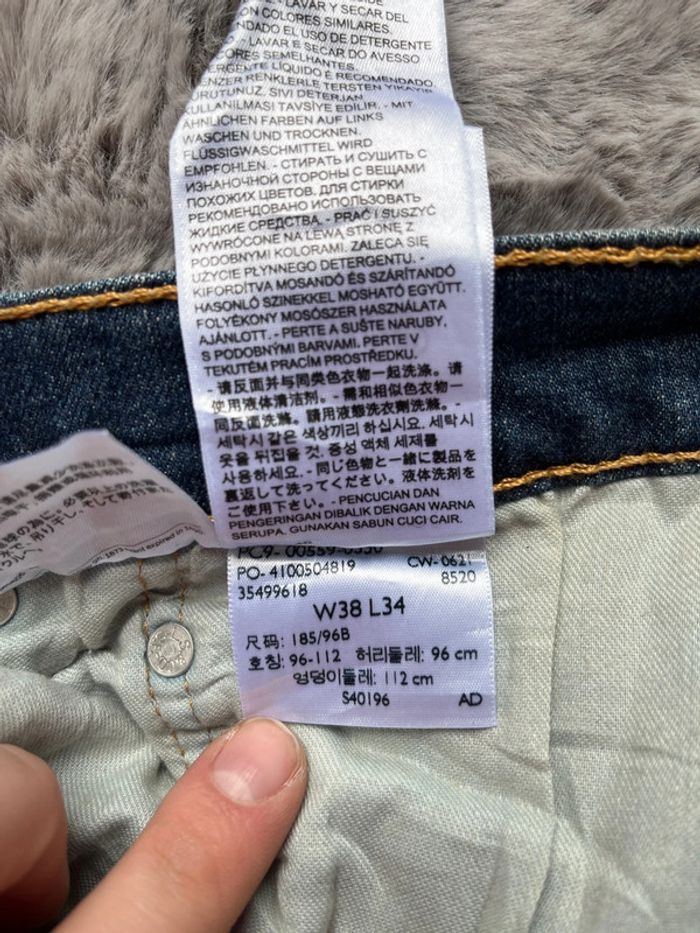 LAVAR Y SECAR DEL
ON COLORES SIMILARES.
NDADO EL USO DE DETERGENTE
- LAVAR E SECAR DO AVESSO
ORES SEMELHANTES.
ERGENTE LÍQUIDO É RECOMENDADO
ENZER RENKLERLE TERSTEN YIKAYIP
KURUTUNUZ. SIVI DETERJAN
KULLANILMASI TAVSİYE EDİLİR. - MIT
ÄHNLICHEN FARBEN AUF LINKS
WASCHEN UND TROCKNEN.
FLÜSSIGWASCHMITTEL WIRD
EMPFOHLEN. - СТИРАТЬ И СУШИТЬ С
ИЗНАНОЧНОЙ СТОРОНЫ С ВЕЩАМИ
ПОХОЖИХ ЦВЕТОВ. ДЛЯ СТИРКИ
РЕКОМЕНДОВАНО ИСПОЛЬЗОВАТЬ
ЖИДКИЕ СРЕДСТВА. - PRAĆ I SUSZYĆ
WYWRÓCONE NA LEWĄ STRONĘ Z
PODOBNYMI KOLORAMI. ZALECA SIĘ
UŻYCIE PŁYNNEGO DETERGENTU. -
KIFORDÍTVA MOSANDÓ ÉS SZÁRÍTANDÓ
HASONLÓ SZINEKKEL MOSHATÓ EGYÜTT.
FOLYÉKONY MOSÓSZER HASZNÁLATA
AJÁNLOTT. - PERTE A SUŠTE NARUBY,
S PODOBNÝMI BARVAMI. PERTE V
TEKUTÉM PRACÍM PROSTŘEDKU.
- 请反面并与同类色衣物一起洗涤。请
使用液体清洁剂。- 需和相似色衣物一
同反面洗滌。請用液態洗衣劑洗滌。-
세탁시 같은 색상끼리 하십시오. 세탁시
옷을 뒤집을 것. 중성 액체 세제를
사용하세요. - 同じ色物と一緒に製品を
裏返して洗ってください。液体洗剤をご
使用下さい。- PENCUCIAN DAN
PENGERINGAN DIBALIK DENGAN WARNA
SERUPA. GUNAKAN SABUN CUCI CAIR.
PC9- 00559-0550
PO- 4100504819 CW- 0621
35499618 8520
W38 L34
尺码: 185/96B
호칭: 96-112 허리둘레: 96 cm
엉덩이둘레: 112 cm
S40196 AD